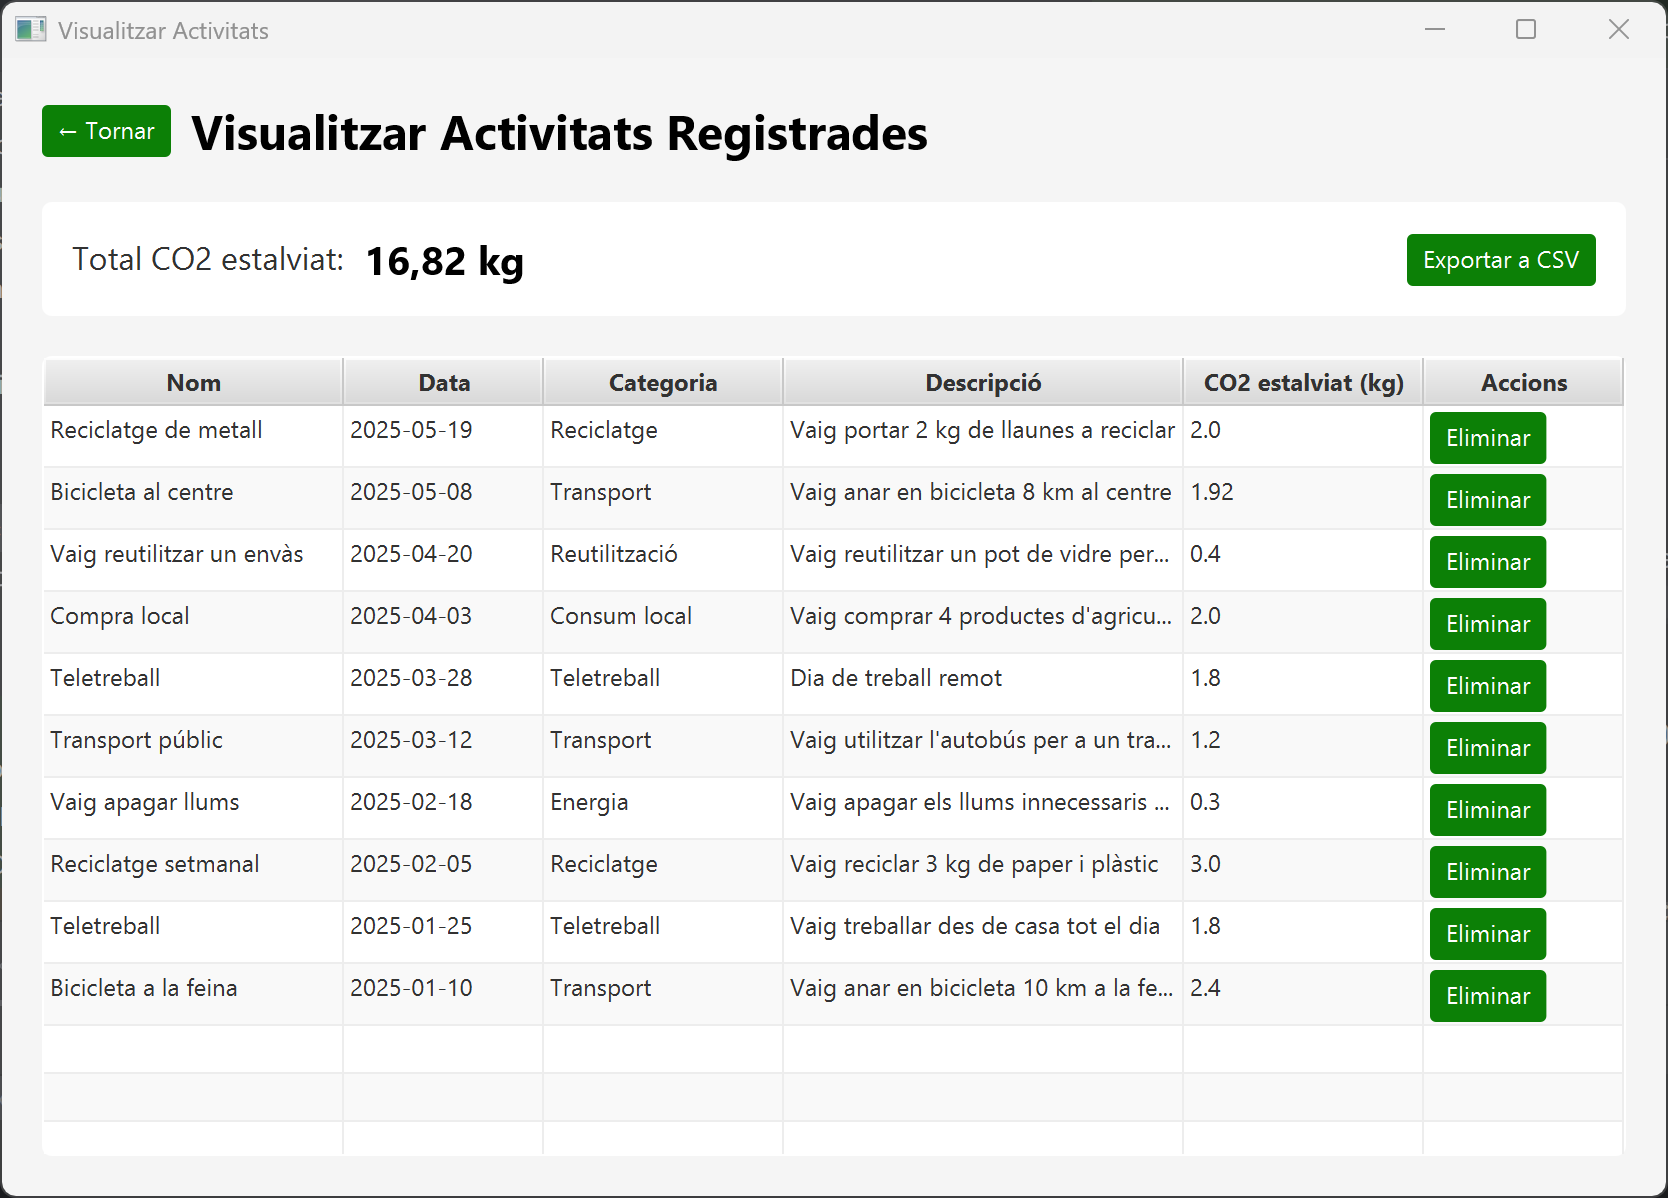 Visualitzar Activitats
← Tornar Visualitzar Activitats Registrades
Total CO2 estalviat: 16,82 kg Exportar a CSV
Nom Data Categoria Descripció CO2 estalviat (kg) Accions
Reciclatge de metall 2025-05-19 Reciclatge Vaig portar 2 kg de llaunes a reciclar 2.0 Eliminar
Bicicleta al centre 2025-05-08 Transport Vaig anar en bicicleta 8 km al centre 1.92 Eliminar
Vaig reutilitzar un envàs 2025-04-20 Reutilització Vaig reutilitzar un pot de vidre per... 0.4 Eliminar
Compra local 2025-04-03 Consum local Vaig comprar 4 productes d'agricu... 2.0 Eliminar
Teletreball 2025-03-28 Teletreball Dia de treball remot 1.8 Eliminar
Transport públic 2025-03-12 Transport Vaig utilitzar l'autobús per a un tra... 1.2 Eliminar
Vaig apagar llums 2025-02-18 Energia Vaig apagar els llums innecessaris ... 0.3 Eliminar
Reciclatge setmanal 2025-02-05 Reciclatge Vaig reciclar 3 kg de paper i plàstic 3.0 Eliminar
Teletreball 2025-01-25 Teletreball Vaig treballar des de casa tot el dia 1.8 Eliminar
Bicicleta a la feina 2025-01-10 Transport Vaig anar en bicicleta 10 km a la fe... 2.4 Eliminar